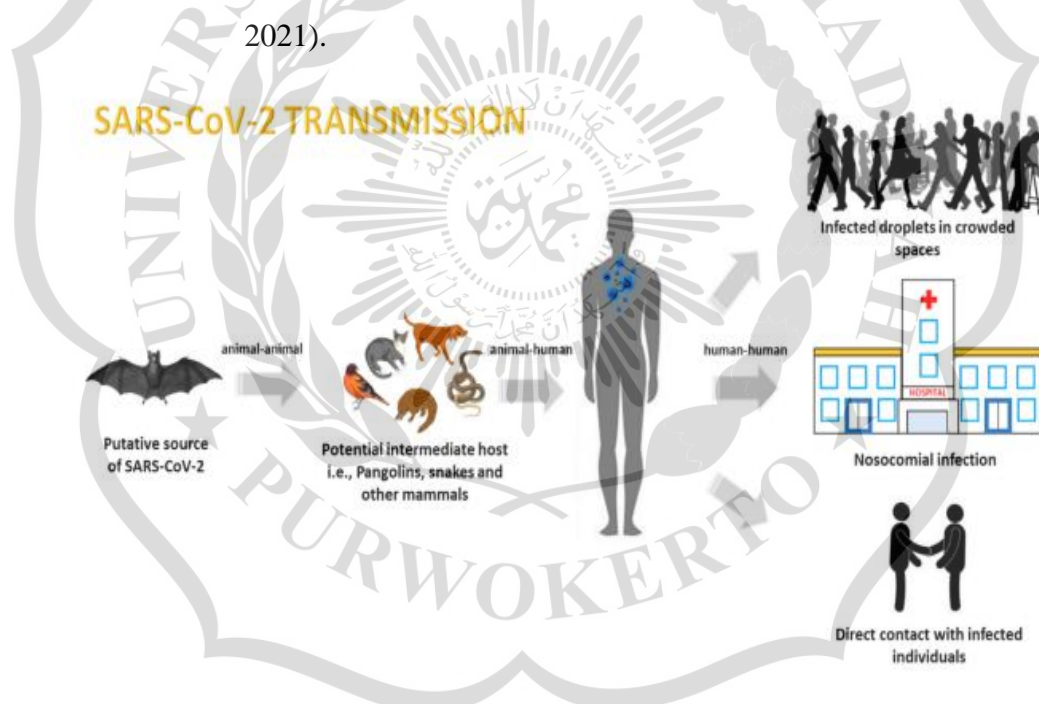 2021).
SARS-CoV-2 TRANSMISSION
Infected droplets in crowded
spaces
animal-animal
animal-human
human-human
HOSPITAL
Putative source
of SARS-CoV-2
Potential intermediate host
i.e., Pangolins, snakes and
other mammals
Nosocomial infection
Direct contact with infected
individuals
PURWOKERTO